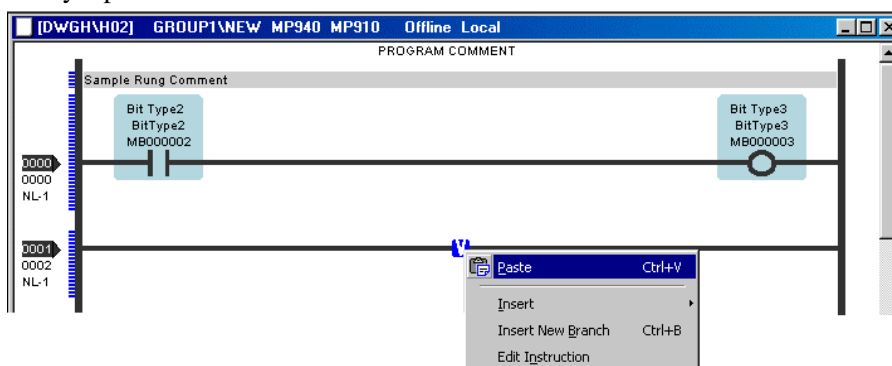 [DWGH\H02] GROUP1\NEW MP940 MP910 Offline Local
PROGRAM COMMENT
Sample Rung Comment
Bit Type2
BitType2
MB000002
Bit Type3
BitType3
MB000003
0000
0000
NL-1
0001
0002
NL-1
Paste Ctrl+V
Insert
Insert New Branch Ctrl+B
Edit Instruction